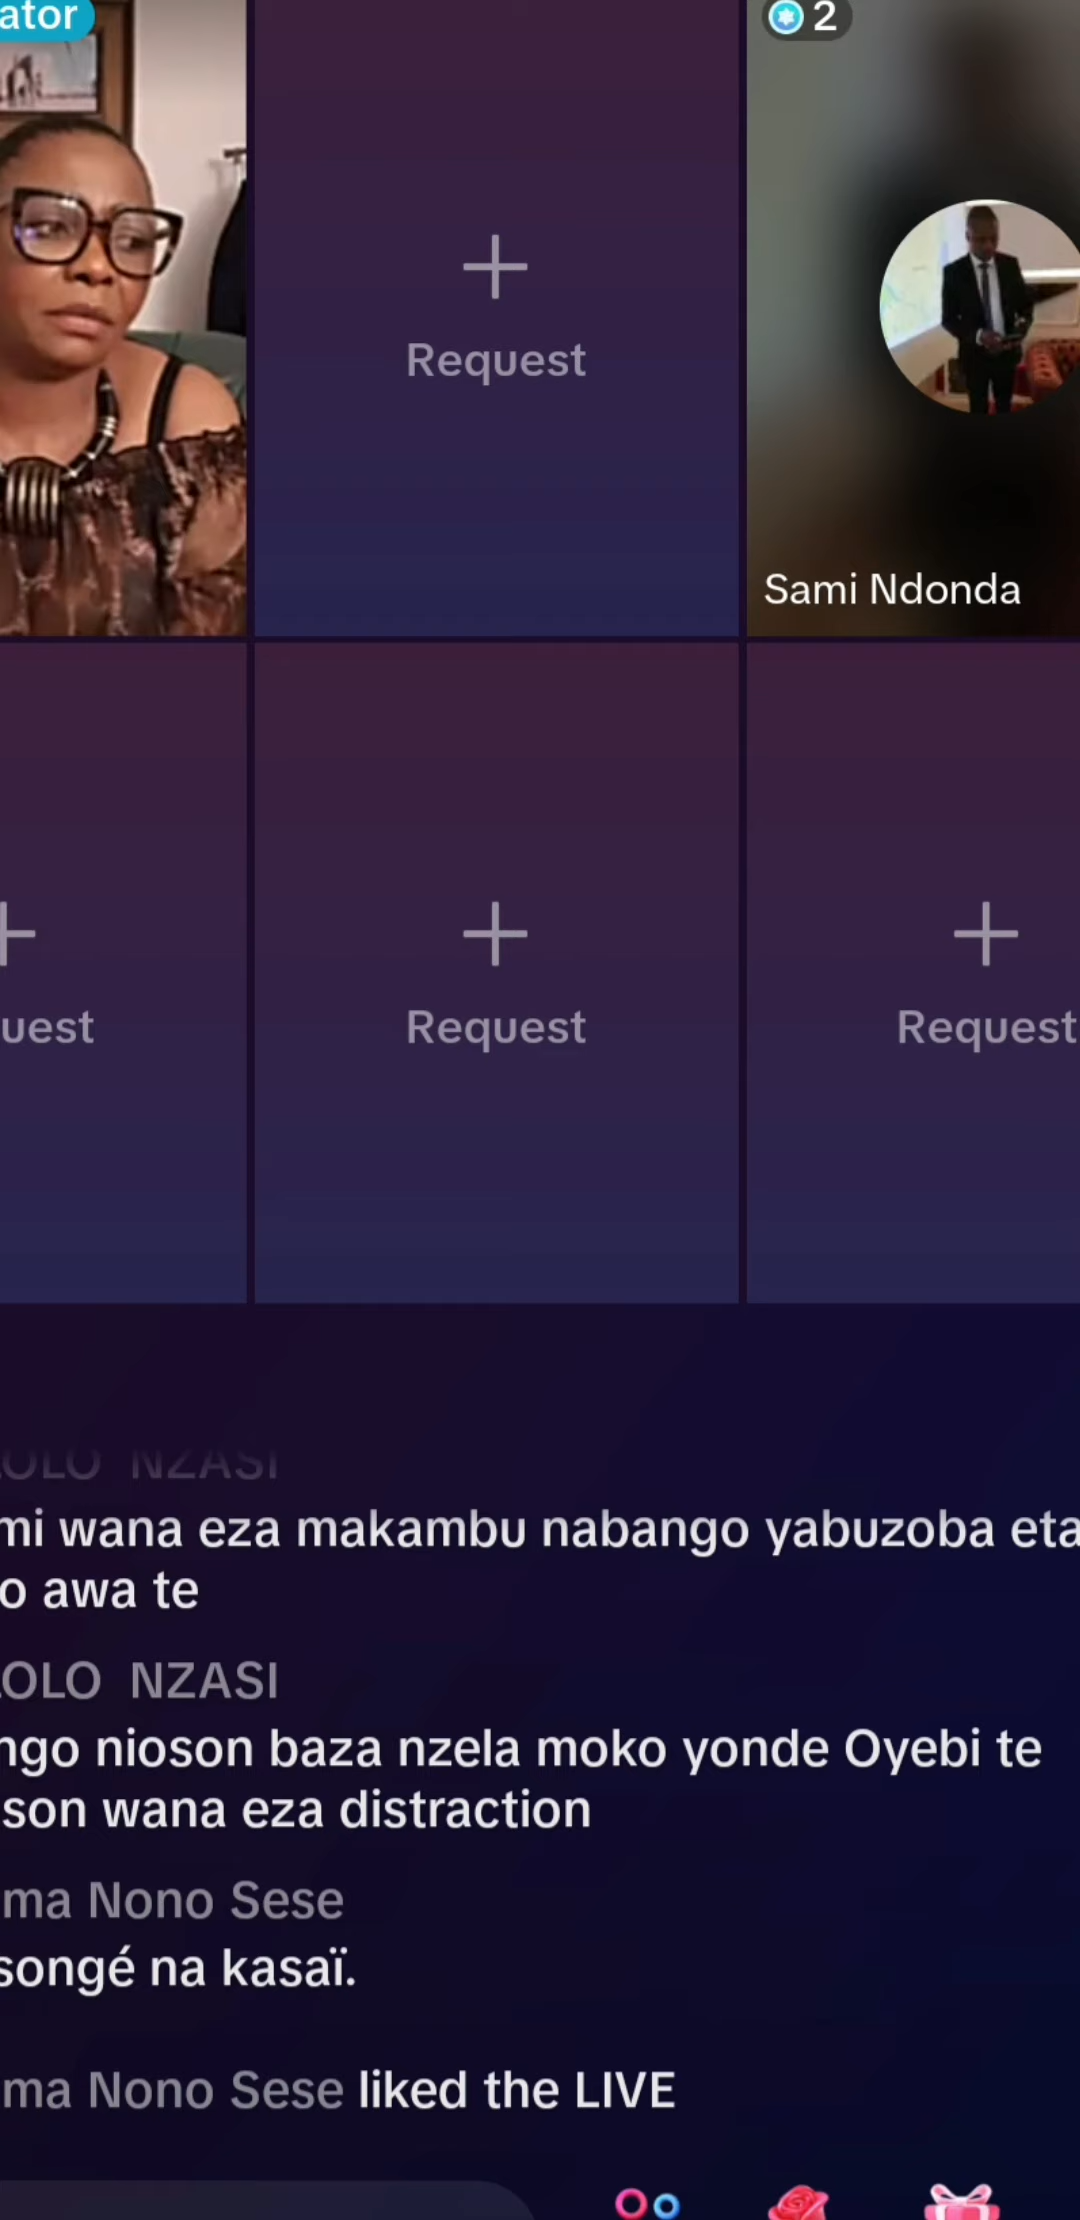 ator
2
Request
Sami Ndonda
uest
Request
Request
OLO NZASI
mi wana eza makambu nabango yabuzoba eta
o awa te
OLO NZASI
ngo nioson baza nzela moko yonde Oyebi te
son wana eza distraction
ma Nono Sese
songé na kasaï.
ma Nono Sese liked the LIVE